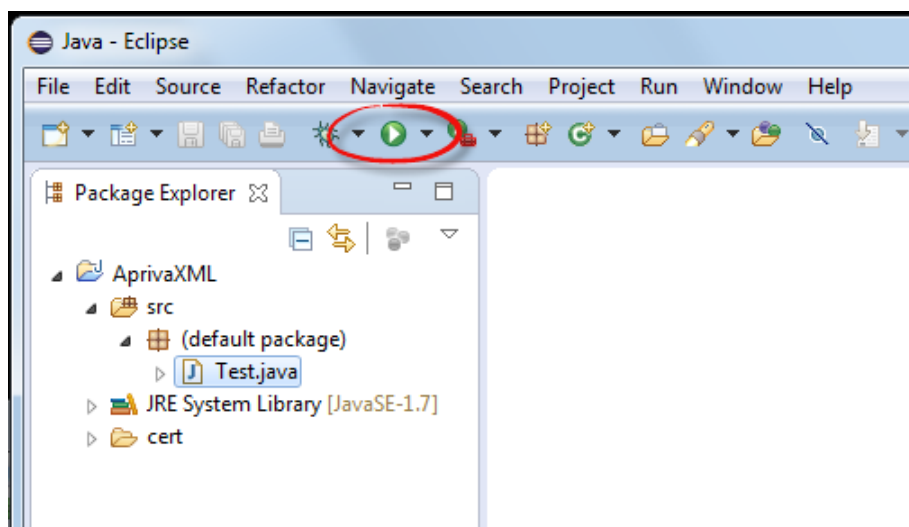 Java - Eclipse
File Edit Source Refactor Navigate Search Project Run Window Help
Package Explorer
AprivaXML
src
(default package)
Test.java
JRE System Library [JavaSE-1.7]
cert